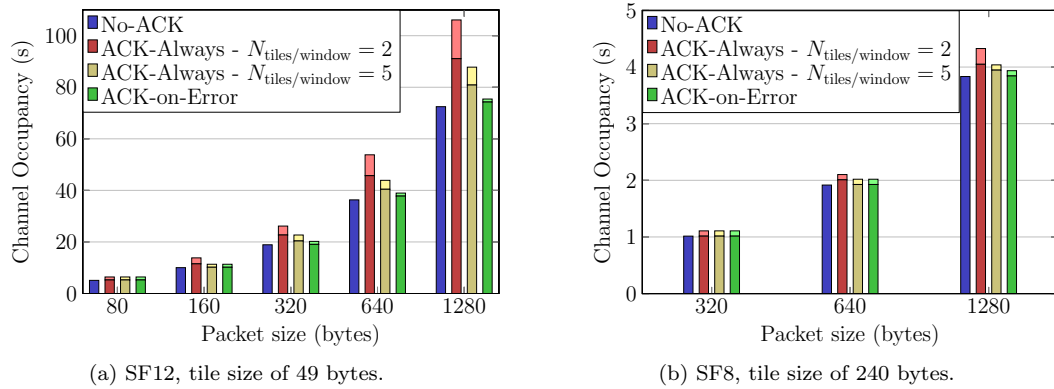 No-ACK
ACK-Always - N_tiles/window = 2
ACK-Always - N_tiles/window = 5
ACK-on-Error
Channel Occupancy (s)
100
80
60
40
20
0
80 160 320 640 1280
Packet size (bytes)
(a) SF12, tile size of 49 bytes.
No-ACK
ACK-Always - N_tiles/window = 2
ACK-Always - N_tiles/window = 5
ACK-on-Error
Channel Occupancy (s)
5
4
3
2
1
0
320 640 1280
Packet size (bytes)
(b) SF8, tile size of 240 bytes.